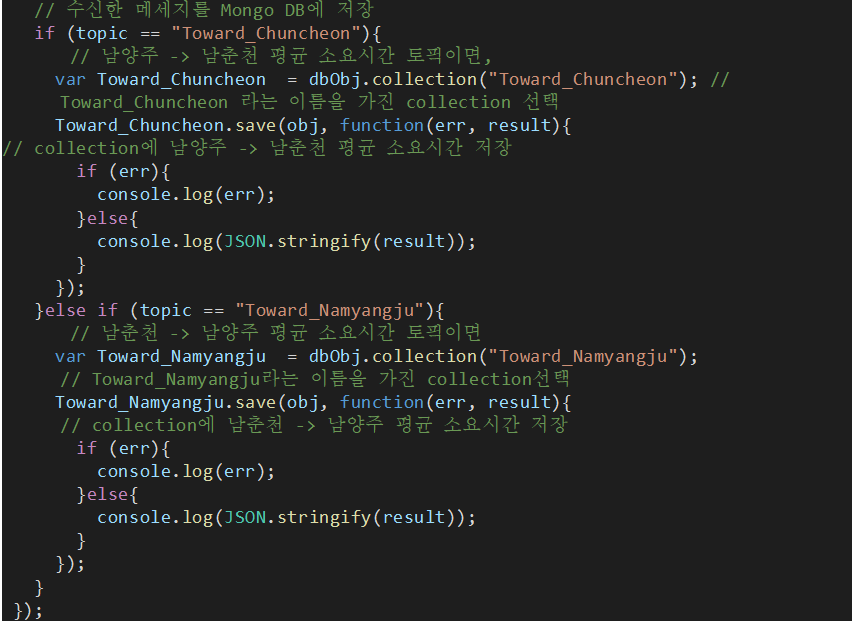 // 수신한 메세지를 Mongo DB에 저장
if (topic == "Toward_Chuncheon"){
// 남양주 -> 남춘천 평균 소요시간 토픽이면,
var Toward_Chuncheon  = dbObj.collection("Toward_Chuncheon"); //
Toward_Chuncheon 라는 이름을 가진 collection 선택
Toward_Chuncheon.save(obj, function(err, result){
// collection에 남양주 -> 남춘천 평균 소요시간 저장
if (err){
console.log(err);
}else{
console.log(JSON.stringify(result));
}
});
}else if (topic == "Toward_Namyangju"){
// 남춘천 -> 남양주 평균 소요시간 토픽이면
var Toward_Namyangju  = dbObj.collection("Toward_Namyangju");
// Toward_Namyangju라는 이름을 가진 collection선택
Toward_Namyangju.save(obj, function(err, result){
// collection에 남춘천 -> 남양주 평균 소요시간 저장
if (err){
console.log(err);
}else{
console.log(JSON.stringify(result));
}
});
}
});